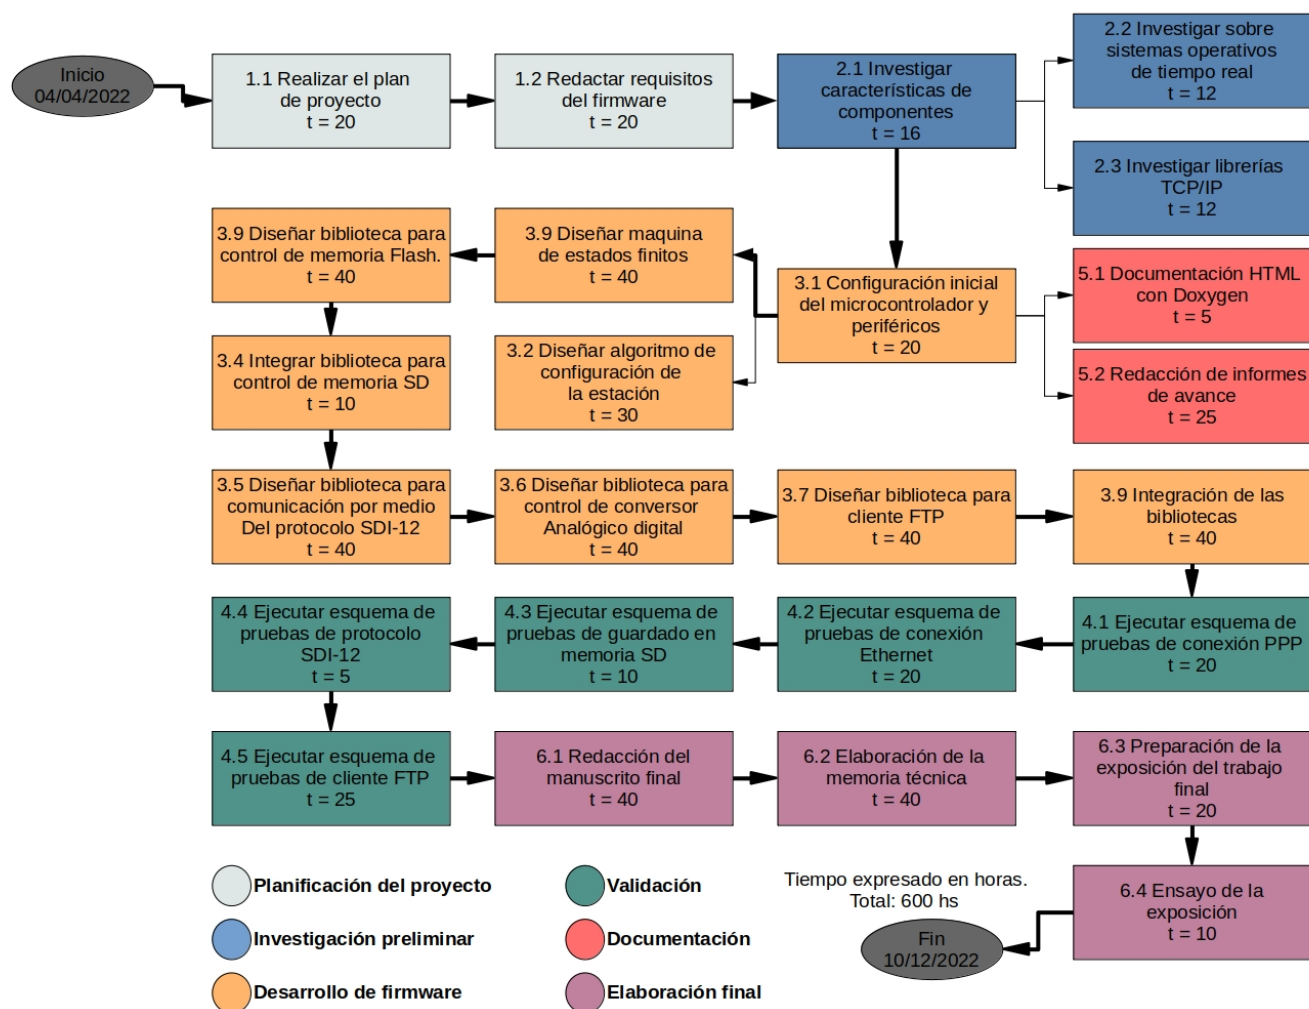 Inicio
04/04/2022
1.1 Realizar el plan
de proyecto
t = 20
1.2 Redactar requisitos
del firmware
t = 20
2.1 Investigar
características de
componentes
t = 16
2.2 Investigar sobre
sistemas operativos
de tiempo real
t = 12
2.3 Investigar librerías
TCP/IP
t = 12
3.9 Diseñar biblioteca para
control de memoria Flash.
t = 40
3.9 Diseñar maquina
de estados finitos
t = 40
3.1 Configuración inicial
del microcontrolador y
periféricos
t = 20
5.1 Documentación HTML
con Doxygen
t = 5
3.4 Integrar biblioteca para
control de memoria SD
t = 10
3.2 Diseñar algoritmo de
configuración de
la estación
t = 30
5.2 Redacción de informes
de avance
t = 25
3.5 Diseñar biblioteca para
comunicación por medio
Del protocolo SDI-12
t = 40
3.6 Diseñar biblioteca para
control de conversor
Analógico digital
t = 40
3.7 Diseñar biblioteca para
cliente FTP
t = 40
3.9 Integración de las
bibliotecas
t = 40
4.4 Ejecutar esquema de
pruebas de protocolo
SDI-12
t = 5
4.3 Ejecutar esquema de
pruebas de guardado en
memoria SD
t = 10
4.2 Ejecutar esquema de
pruebas de conexión
Ethernet
t = 20
4.1 Ejecutar esquema de
pruebas de conexión PPP
t = 20
4.5 Ejecutar esquema de
pruebas de cliente FTP
t = 25
6.1 Redacción del
manuscrito final
t = 40
6.2 Elaboración de la
memoria técnica
t = 40
6.3 Preparación de la
exposición del trabajo
final
t = 20
Planificación del proyecto
Validación
Tiempo expresado en horas.
Total: 600 hs
6.4 Ensayo de la
exposición
t = 10
Investigación preliminar
Documentación
Fin
10/12/2022
Desarrollo de firmware
Elaboración final